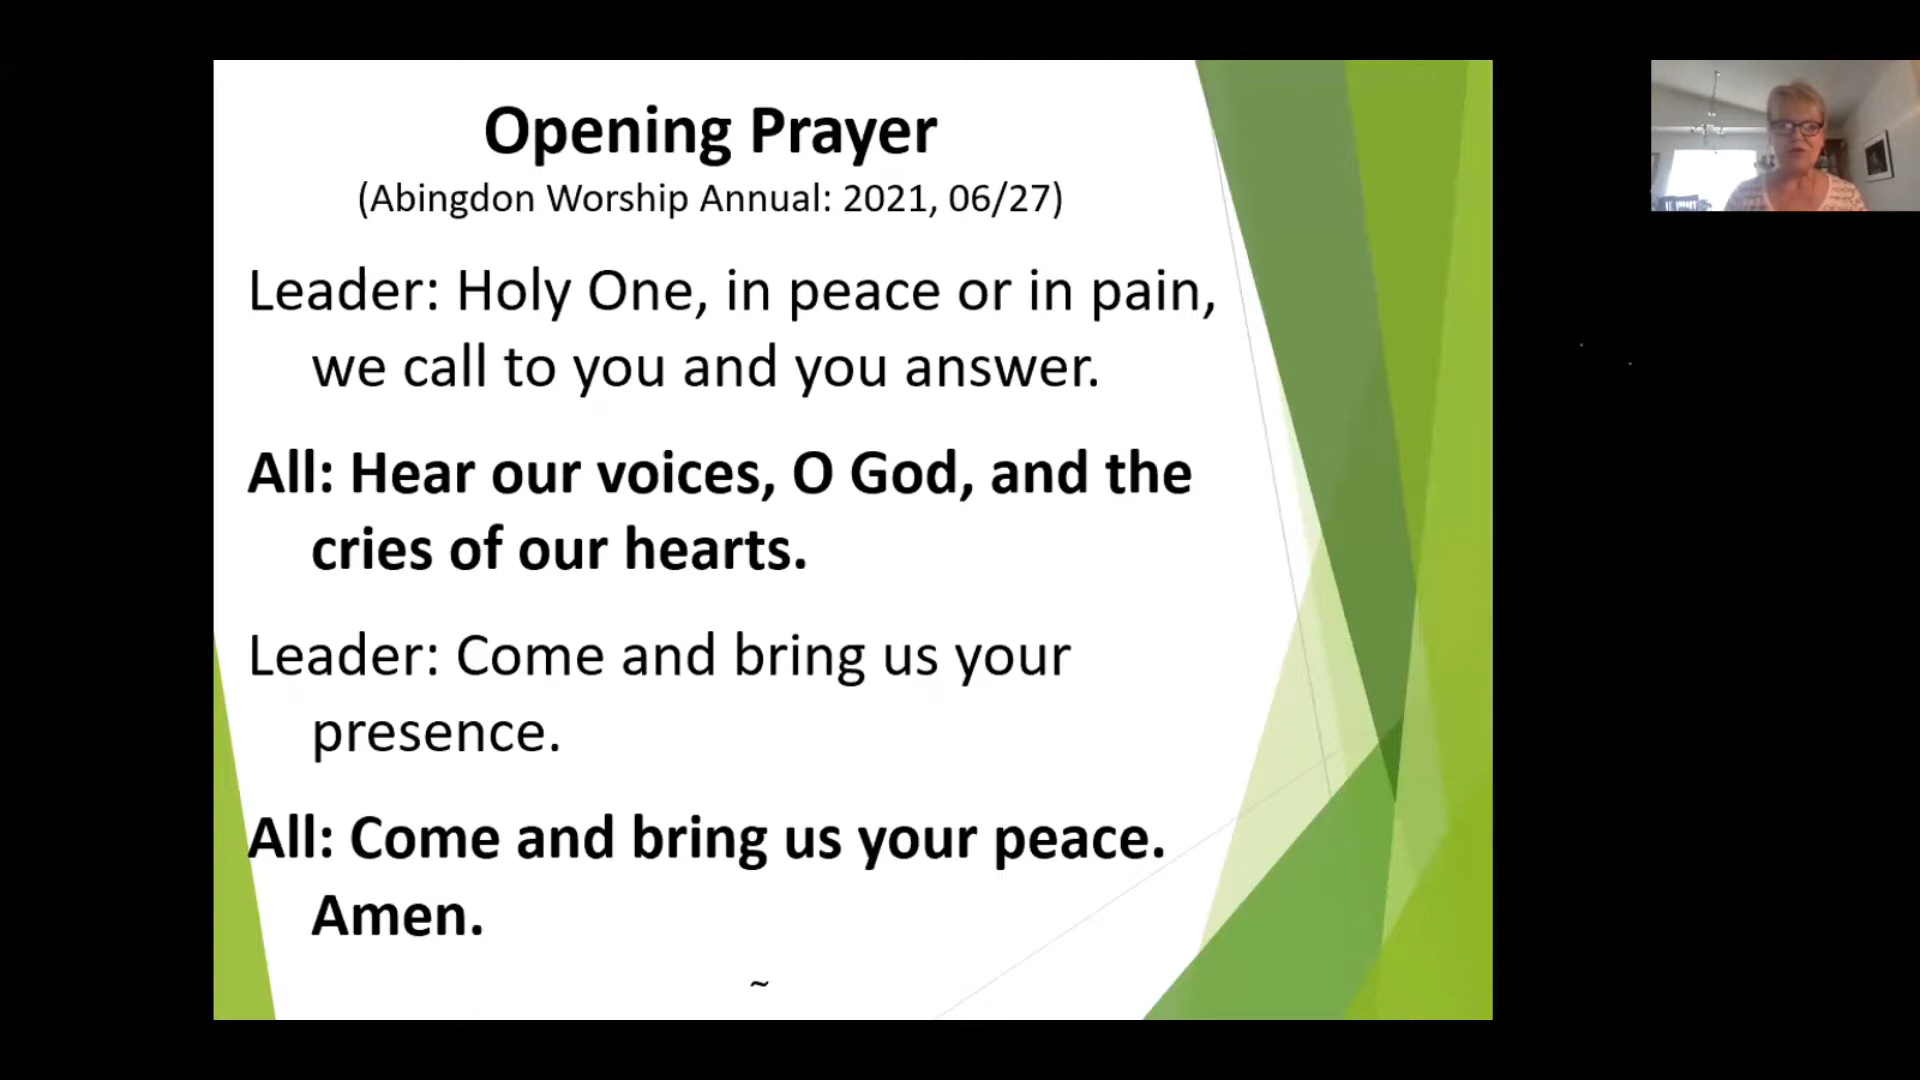 Opening Prayer
(Abingdon Worship Annual: 2021, 06/27)
Leader: Holy One, in peace or in pain,
we call to you and you answer.
All: Hear our voices, O God, and the
cries of our hearts.
Leader: Come and bring us your
presence.
All: Come and bring us your peace.
Amen.
~